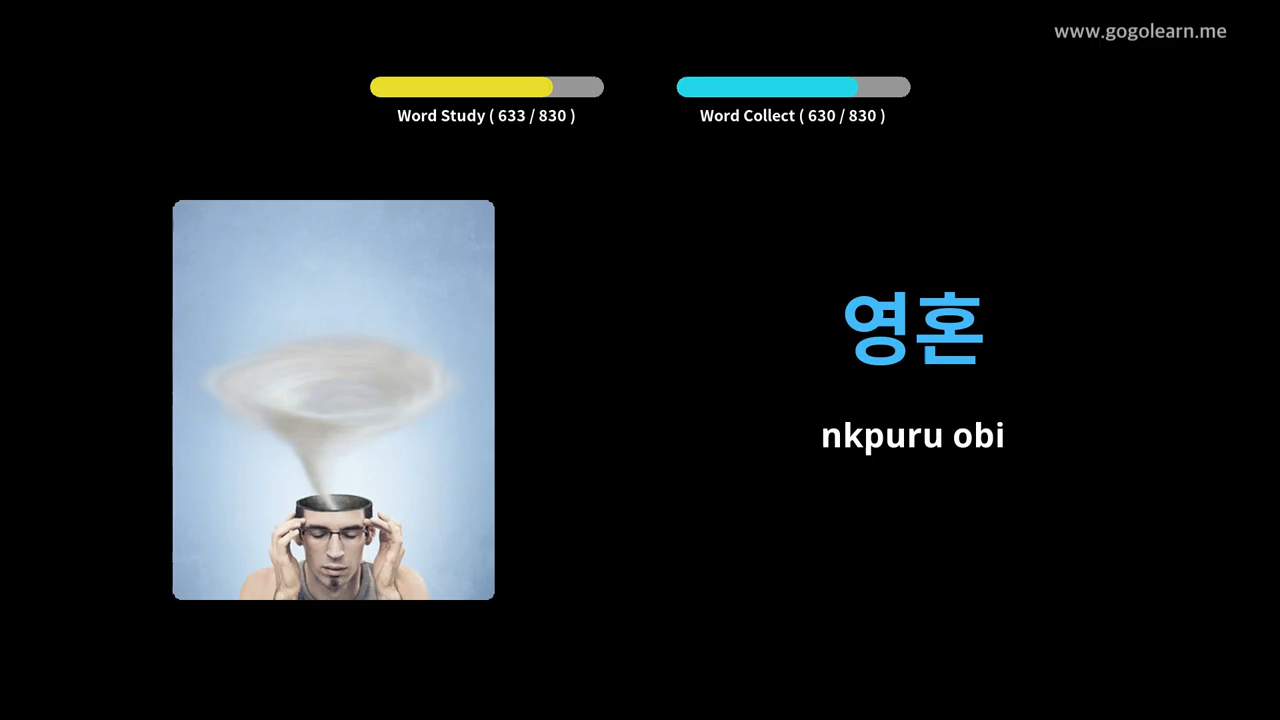 www.gogolearn.me
Word Study ( 633 / 830 )
Word Collect ( 630 / 830 )
영혼
nkpuru obi